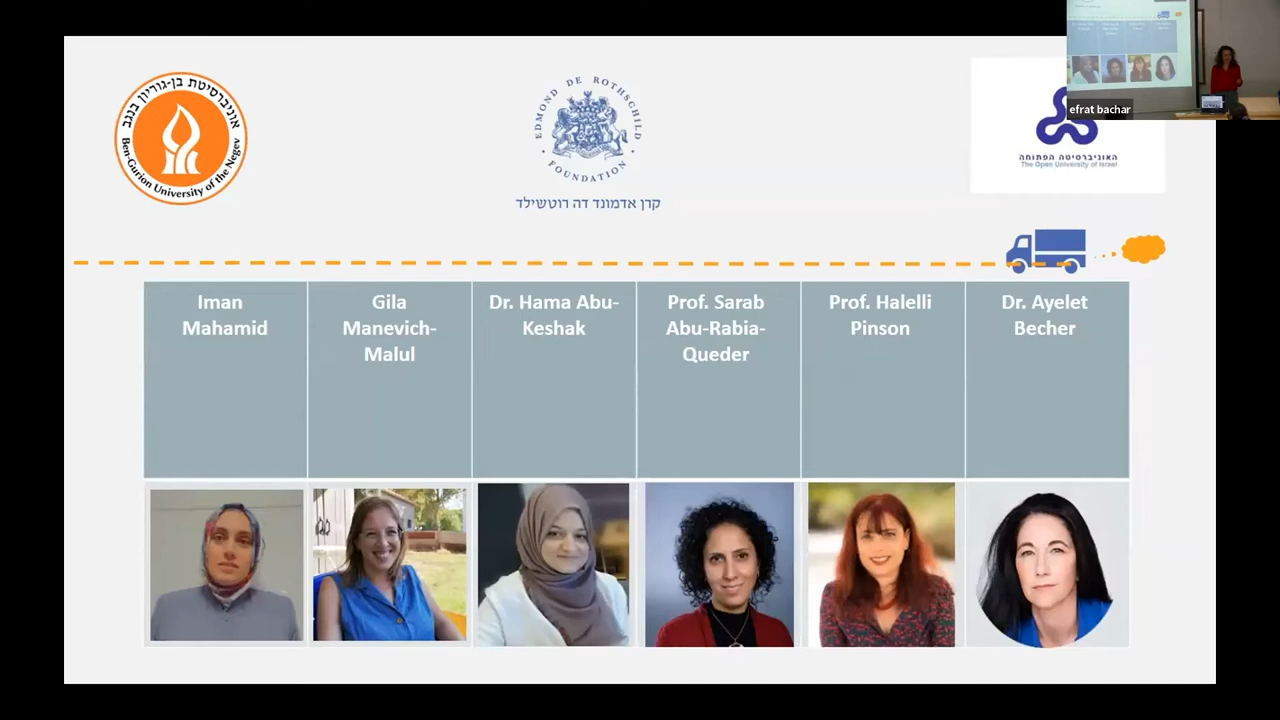 אוניברסיטת בן-גוריון בנגב
Ben-Gurion University of the Negev
EDMOND DE ROTHSCHILD
FOUNDATION
קרן אדמונד דה רוטשילד
efrat bachar
האוניברסיטה הפתוחה
The Open University of Israel
Iman
Mahamid
Gila
Manevich-
Malul
Dr. Hama Abu-
Keshak
Prof. Sarab
Abu-Rabia-
Queder
Prof. Halelli
Pinson
Dr. Ayelet
Becher